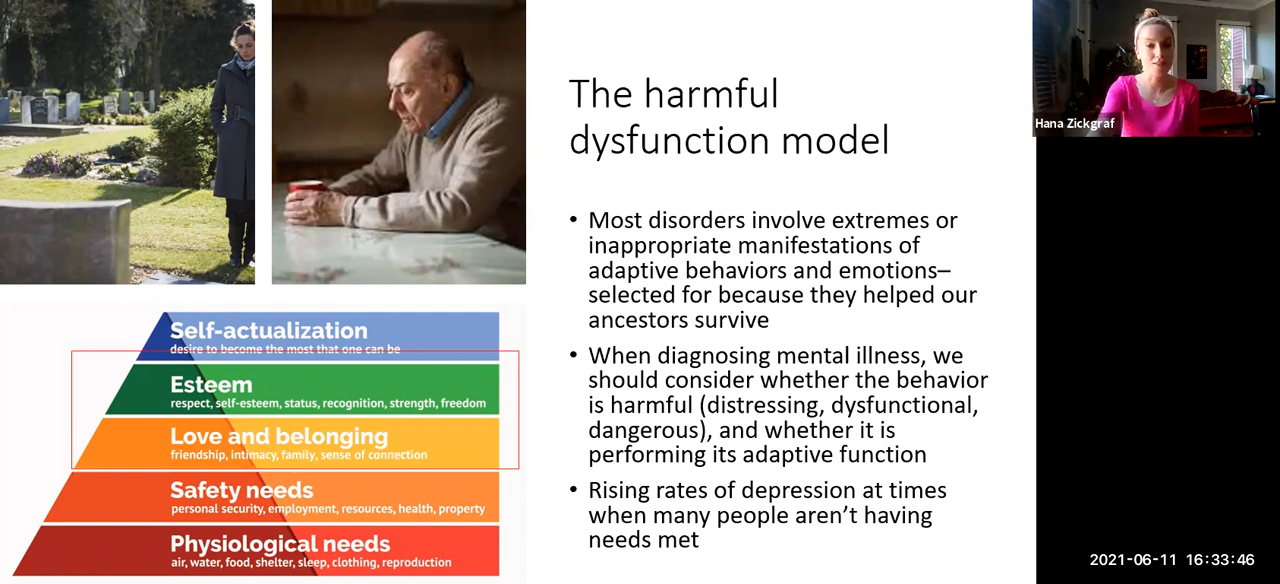 The harmful
dysfunction model
• Most disorders involve extremes or
inappropriate manifestations of
adaptive behaviors and emotions–
selected for because they helped our
ancestors survive
• When diagnosing mental illness, we
should consider whether the behavior
is harmful (distressing, dysfunctional,
dangerous), and whether it is
performing its adaptive function
• Rising rates of depression at times
when many people aren’t having
needs met
Self-actualization
desire to become the most that one can be
Esteem
respect, self-esteem, status, recognition, strength, freedom
Love and belonging
friendship, intimacy, family, sense of connection
Safety needs
personal security, employment, resources, health, property
Physiological needs
air, water, food, shelter, sleep, clothing, reproduction
Hana Zickgraf
2021-06-11 16:33:46